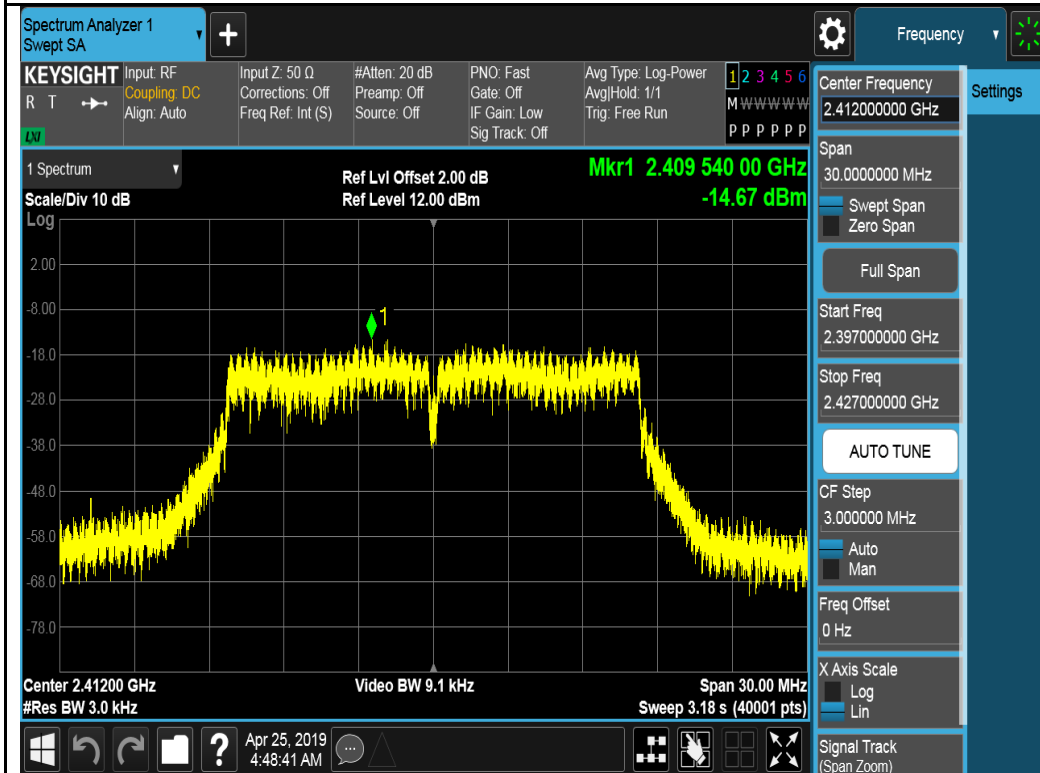 Spectrum Analyzer 1
Swept SA
+
Frequency
KEYSIGHT
R T
LXI
Input: RF
Coupling: DC
Align: Auto
Input Z: 50 Ω
Corrections: Off
Freq Ref: Int (S)
#Atten: 20 dB
Preamp: Off
Source: Off
PNO: Fast
Gate: Off
IF Gain: Low
Sig Track: Off
Avg Type: Log-Power
Avg|Hold: 1/1
Trig: Free Run
1 2 3 4 5 6
M W W W W W
P P P P P P
1 Spectrum
Scale/Div 10 dB
Log
Ref Lvl Offset 2.00 dB
Ref Level 12.00 dBm
Mkr1 2.409 540 00 GHz
-14.67 dBm
2.00
-8.00
-18.0
-28.0
-38.0
-48.0
-58.0
-68.0
-78.0
1
Center 2.41200 GHz
#Res BW 3.0 kHz
Video BW 9.1 kHz
Span 30.00 MHz
Sweep 3.18 s (40001 pts)
Center Frequency
2.412000000 GHz
Settings
Span
30.0000000 MHz
Swept Span
Zero Span
Full Span
Start Freq
2.397000000 GHz
Stop Freq
2.427000000 GHz
AUTO TUNE
CF Step
3.000000 MHz
Auto
Man
Freq Offset
0 Hz
X Axis Scale
Log
Lin
Signal Track
(Span Zoom)
?
Apr 25, 2019
4:48:41 AM